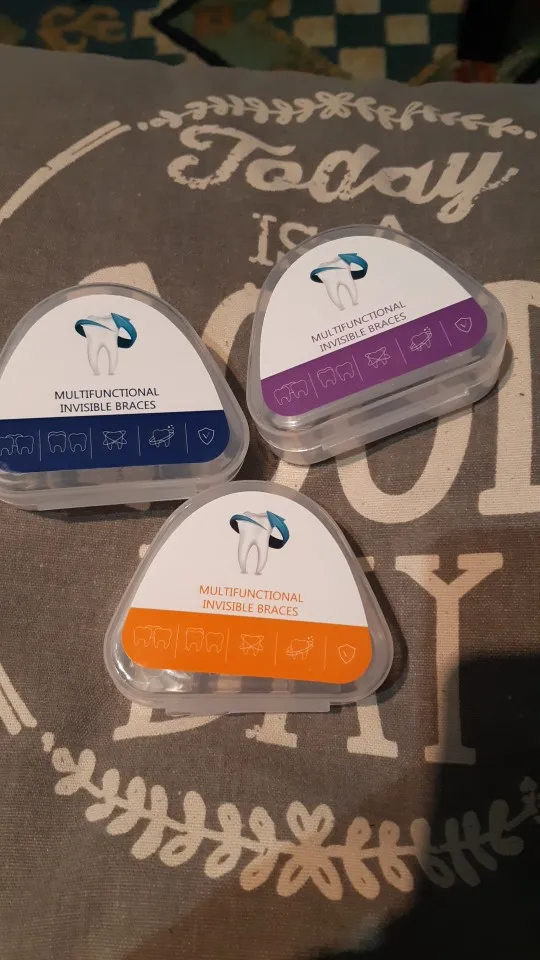 Today
IS A
GOOD
DAY
MULTIFUNCTIONAL
INVISIBLE BRACES
MULTIFUNCTIONAL
INVISIBLE BRACES
MULTIFUNCTIONAL
INVISIBLE BRACES